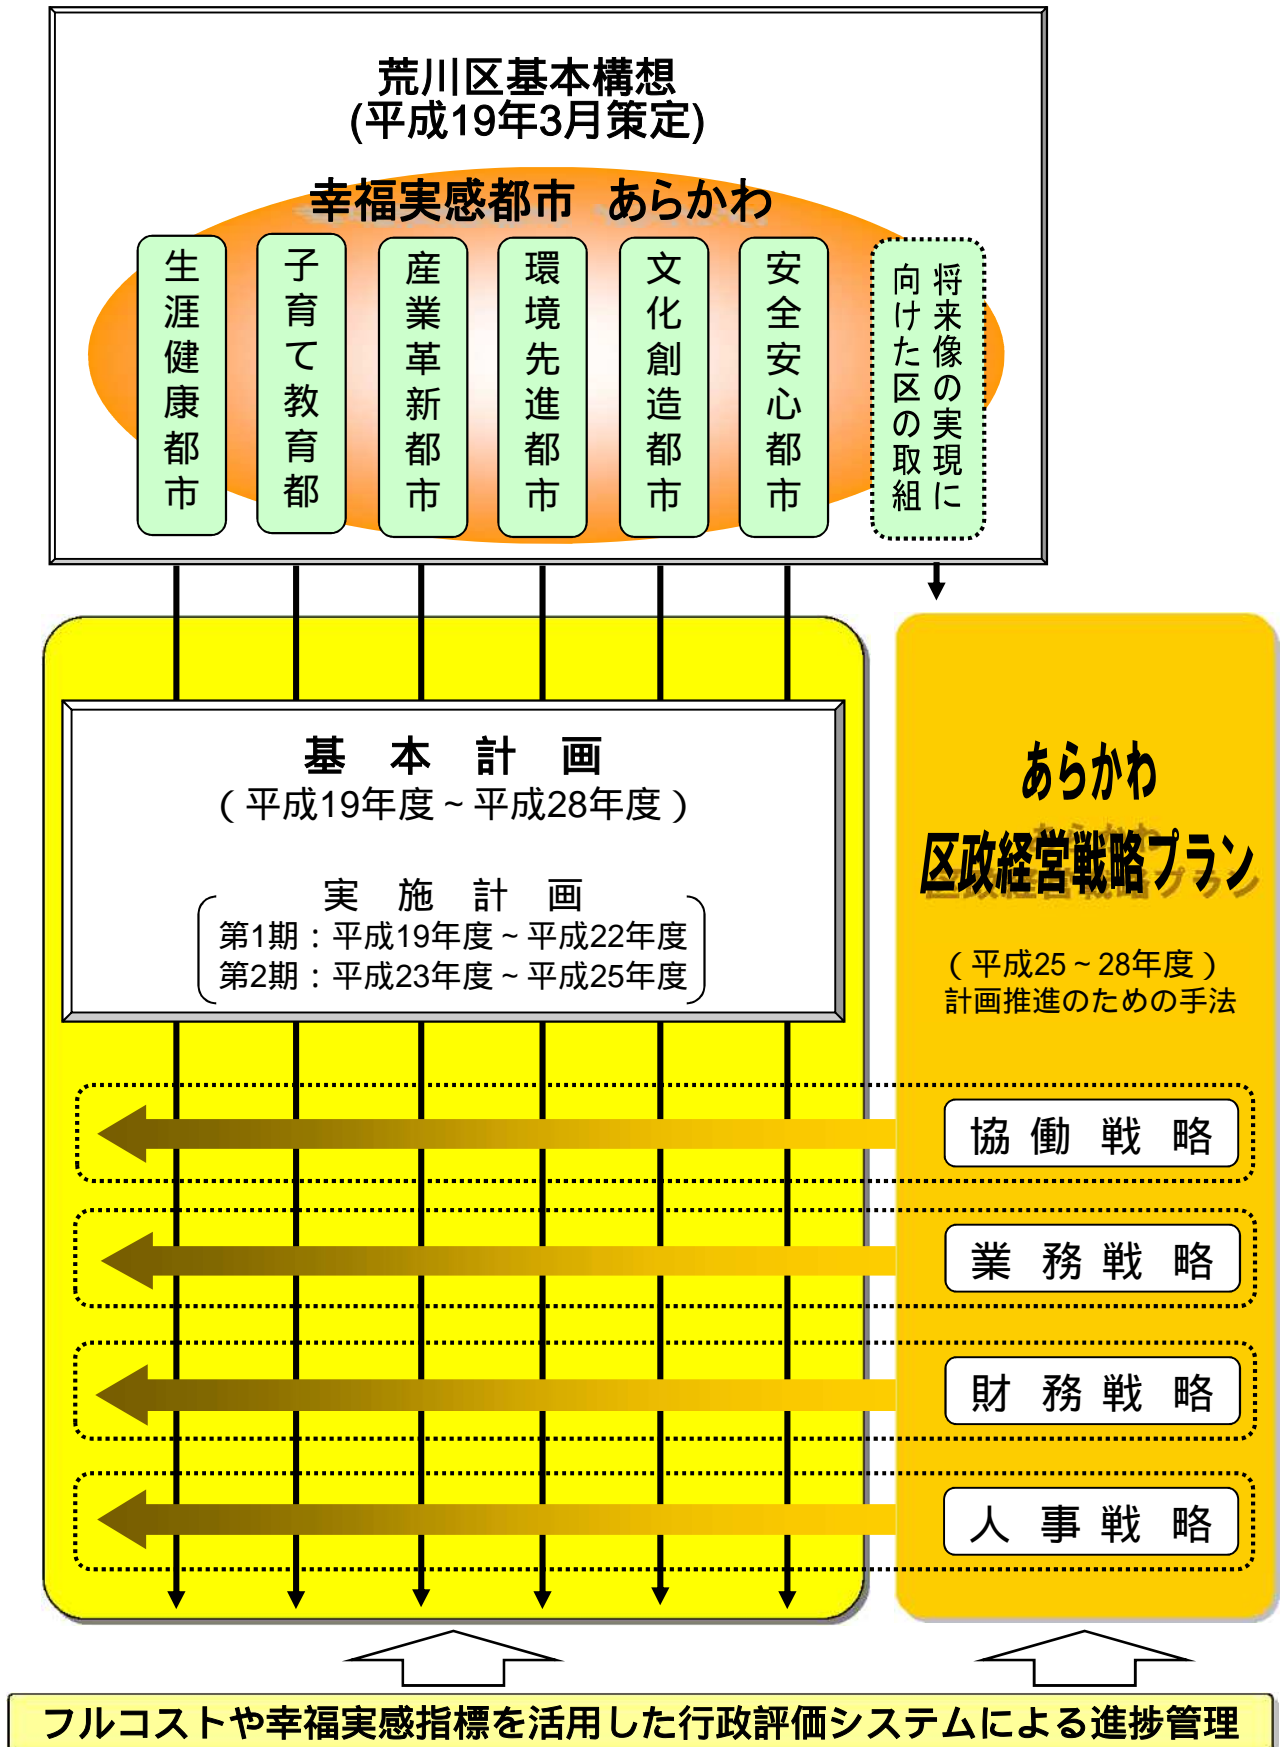 荒川区基本構想
(平成19年3月策定)
幸福実感都市　あらかわ
生涯健康都市
子育て教育都
産業革新都市
環境先進都市
文化創造都市
安全安心都市
将来像の実現に
向けた区の取組
基　本　計　画
（平成19年度～平成28年度）
実　施　計　画
第1期：平成19年度～平成22年度
第2期：平成23年度～平成25年度
あらかわ
区政経営戦略プラン
（平成25～28年度）
計画推進のための手法
協働戦略
業務戦略
財務戦略
人事戦略
フルコストや幸福実感指標を活用した行政評価システムによる進捗管理